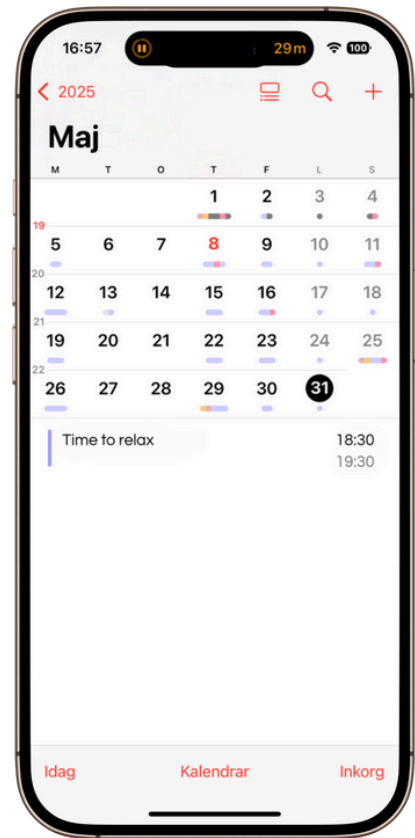 16:57 : 29m 100
2025
Maj
M T O T F L S
1 2 3 4
19
5 6 7 8 9 10 11
20
12 13 14 15 16 17 18
21
19 20 21 22 23 24 25
22
26 27 28 29 30 31
Time to relax 18:30
19:30
Idag Kalendrar Inkorg